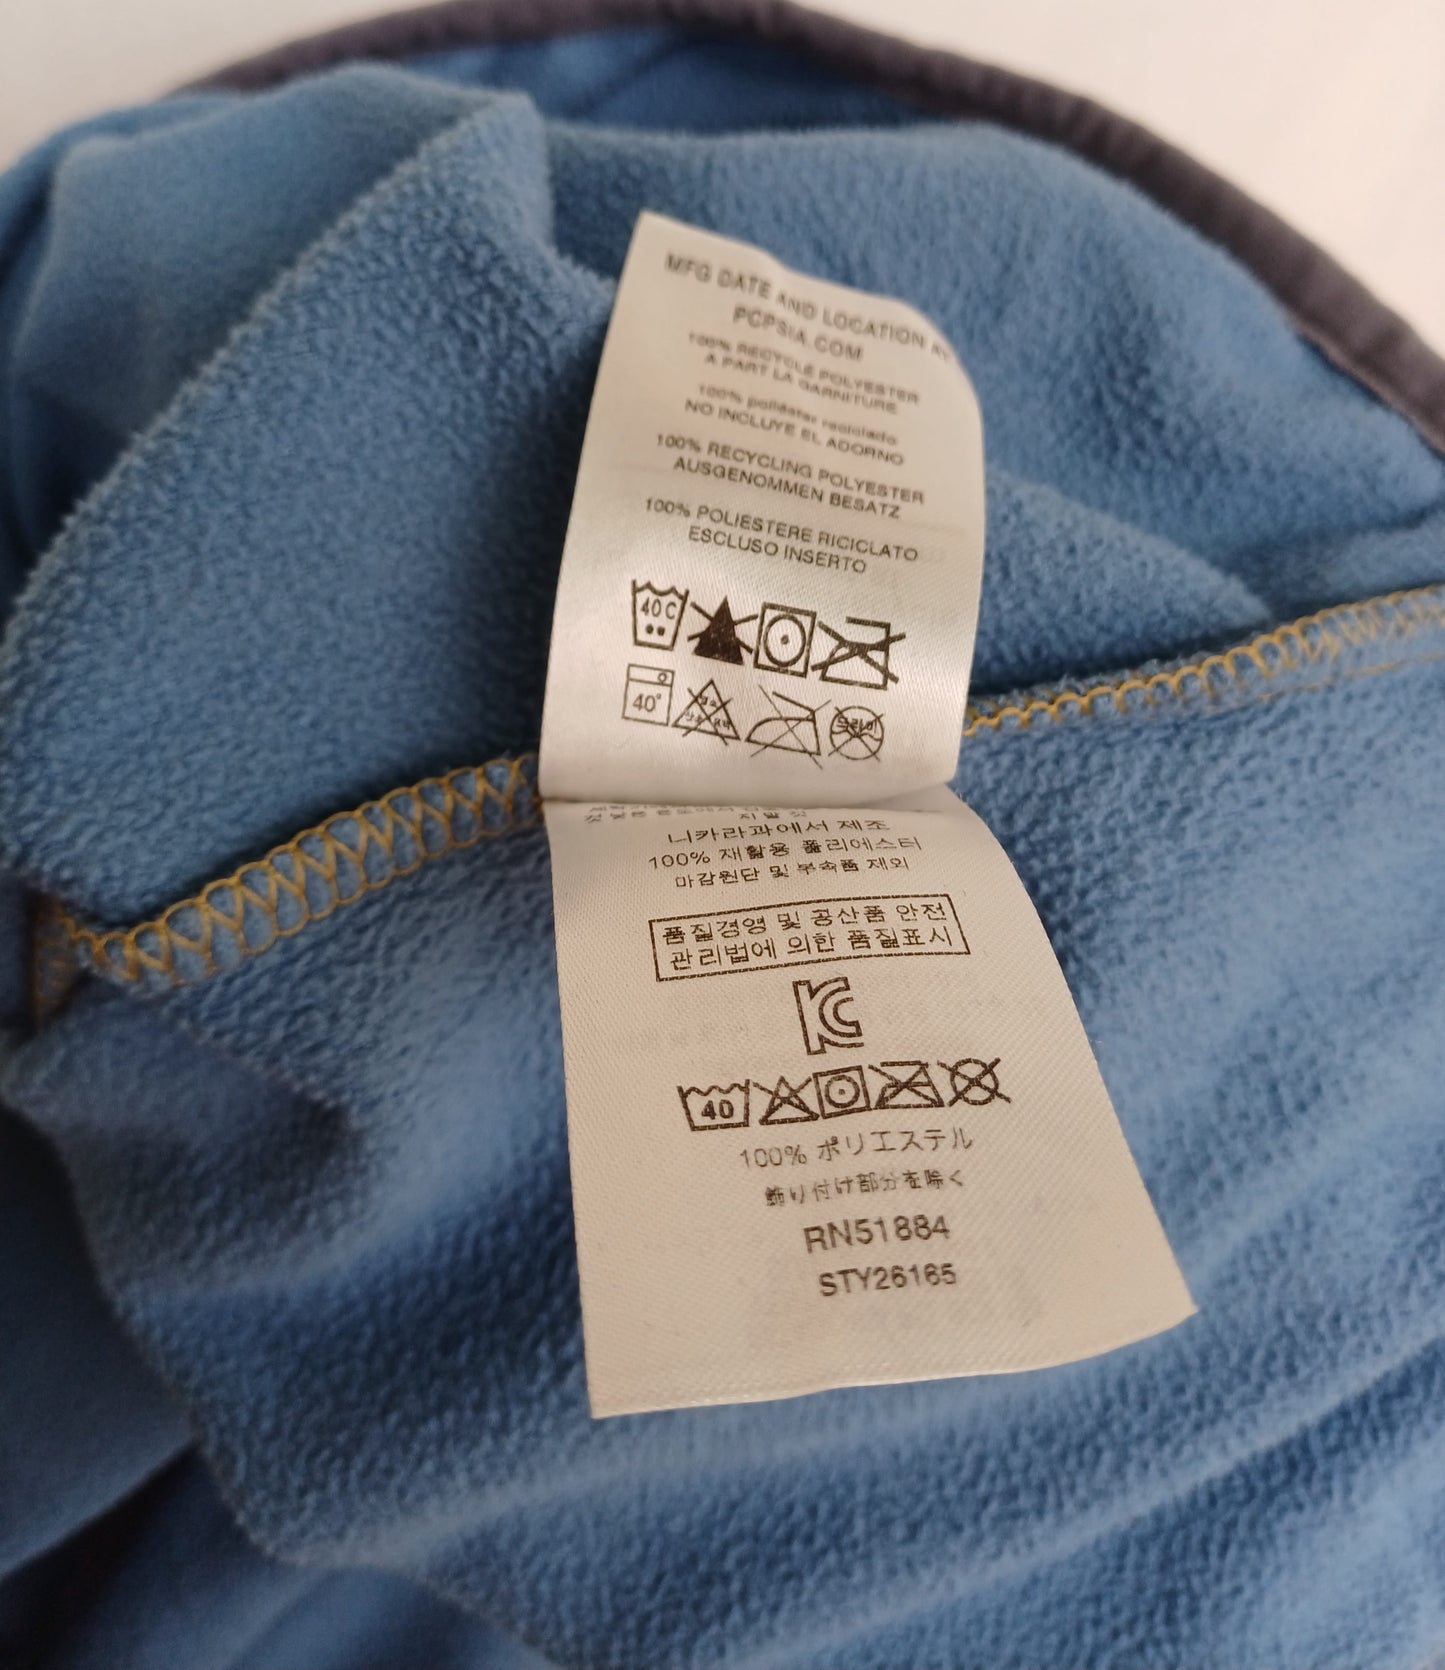 MFG DATE AND LOCATION AT
PCPSIA.COM
100% RECYCLÉ POLYESTER
A PART LA GARNITURE
100% poliéster reciclado
NO INCLUYE EL ADORNO
100% RECYCLING POLYESTER
AUSGENOMMEN BESATZ
100% POLIESTERE RICICLATO
ESCLUSO INSERTO
40C
40°
드라이
니카라과에서 제조
100% 재활용 폴리에스터
마감원단 및 부속품 제외
품질경영 및 공산품 안전
관리법에 의한 품질표시
KC
40
100% ポリエステル
飾り付け部分を除く
RN51884
STY26165